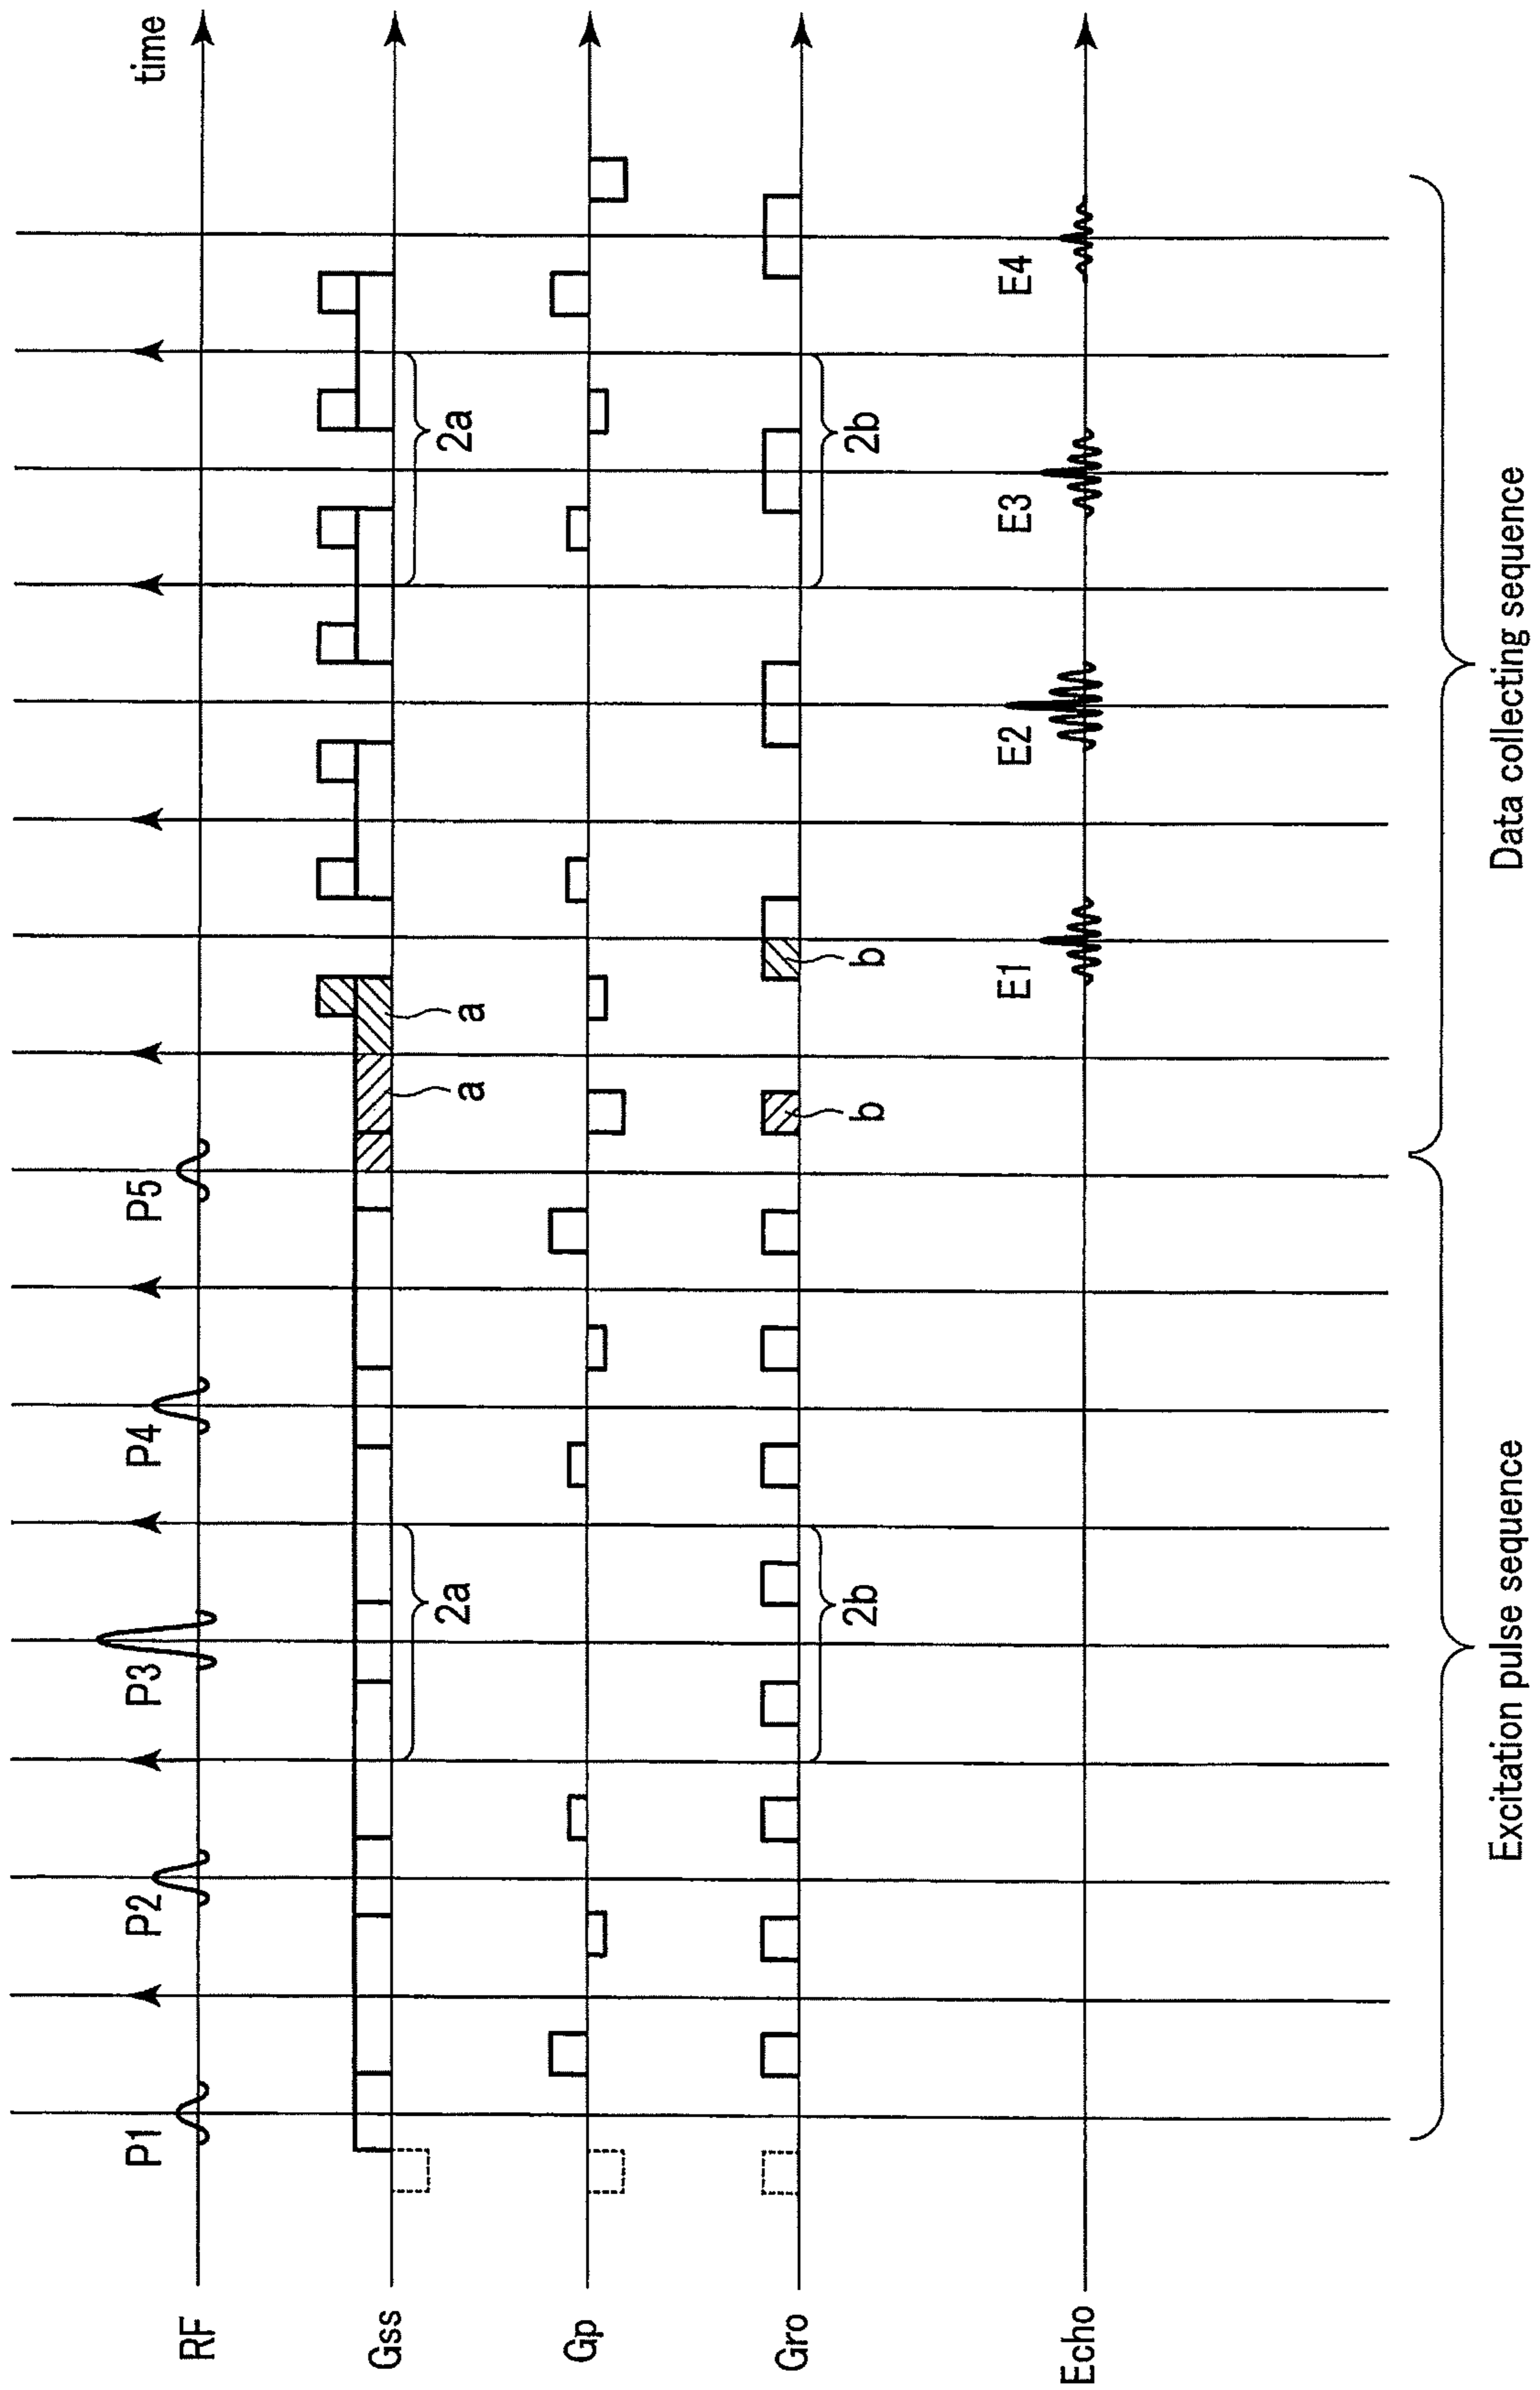 time
RF
P1
P2
P3
P4
P5
Gss
2a
a
a
2a
Gp
Gro
2b
b
b
2b
Echo
E1
E2
E3
E4
Excitation pulse sequence
Data collecting sequence